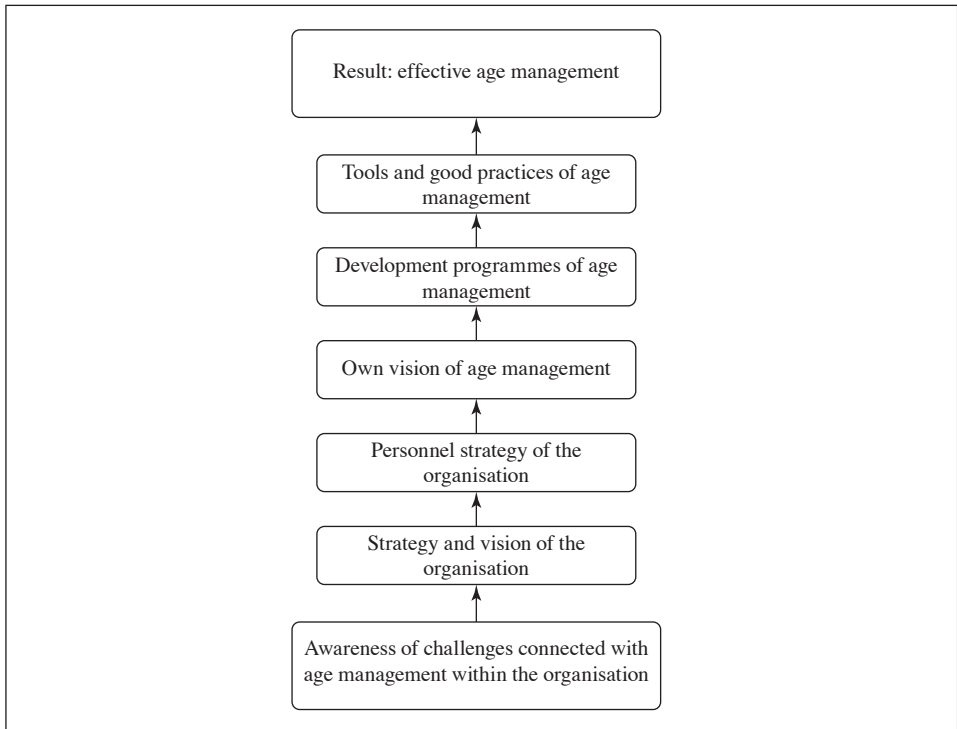 Result: effective age management
Tools and good practices of age
management
Development programmes of age
management
Own vision of age management
Personnel strategy of the
organisation
Strategy and vision of the
organisation
Awareness of challenges connected with
age management within the organisation